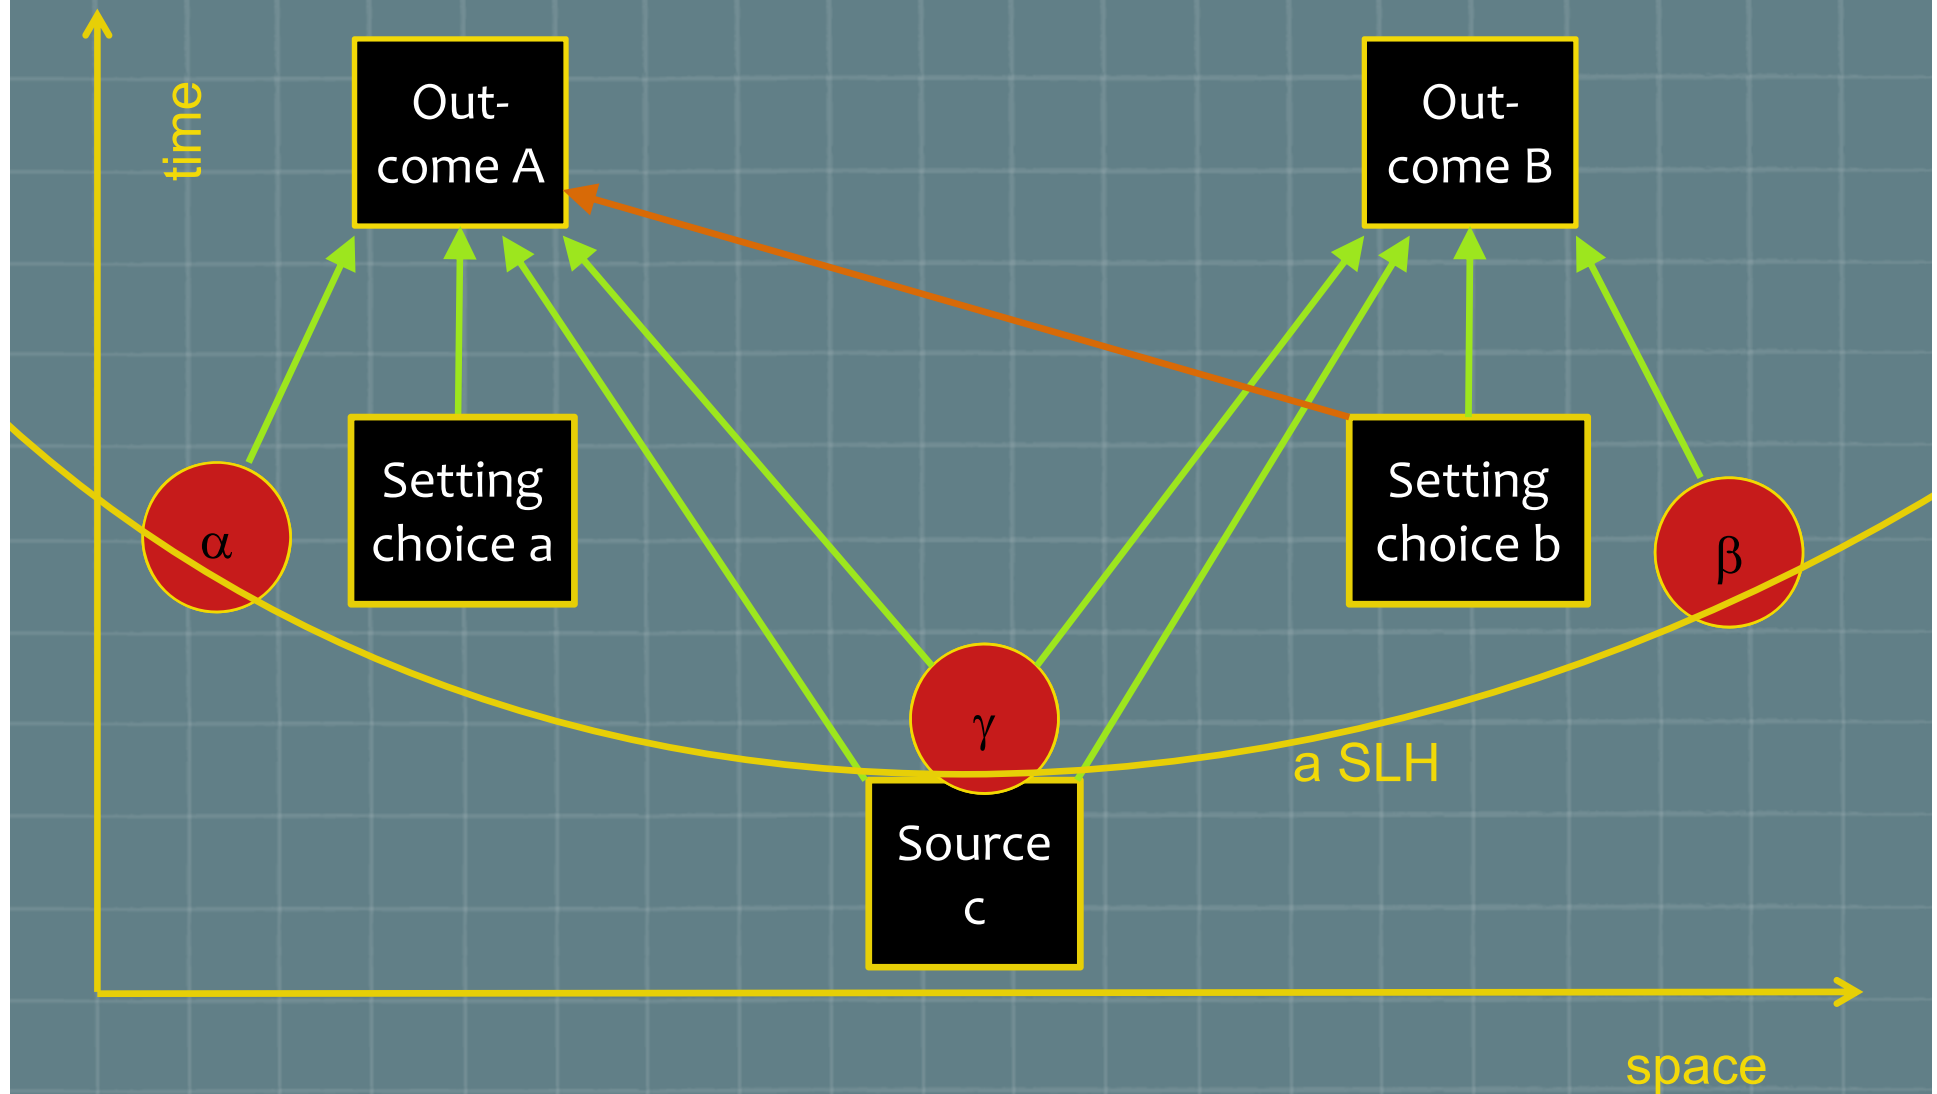 time
Out-
come A
Out-
come B
Setting
choice a
Setting
choice b
α
β
γ
a SLH
Source
c
space